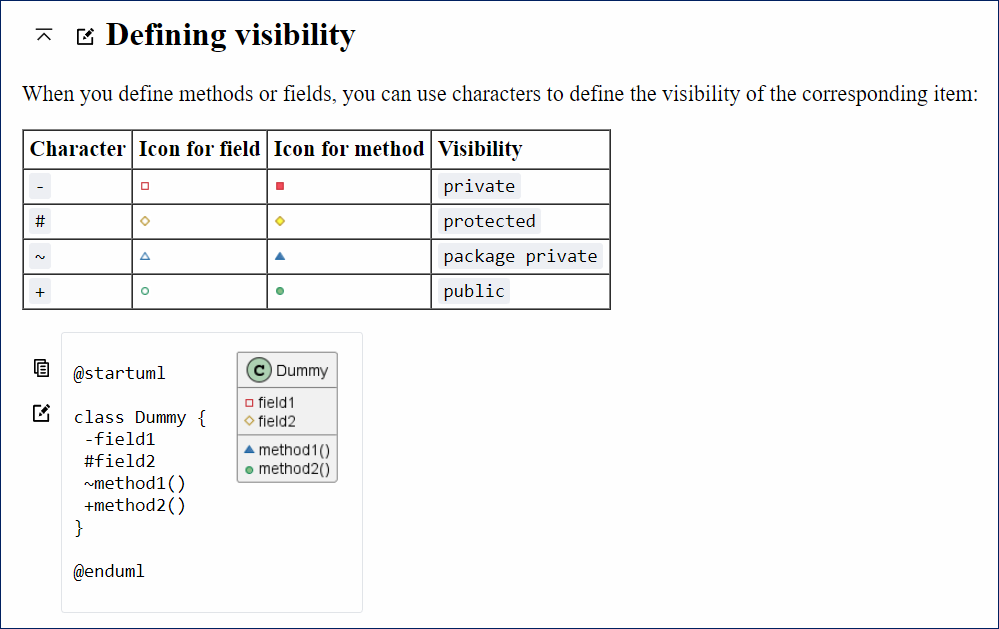 Defining visibility
When you define methods or fields, you can use characters to define the visibility of the corresponding item:
Character Icon for field Icon for method Visibility
- private
# protected
~ package private
+ public
@startuml
class Dummy {
-field1
#field2
~method1()
+method2()
}
@enduml
C Dummy
field1
field2
method1()
method2()